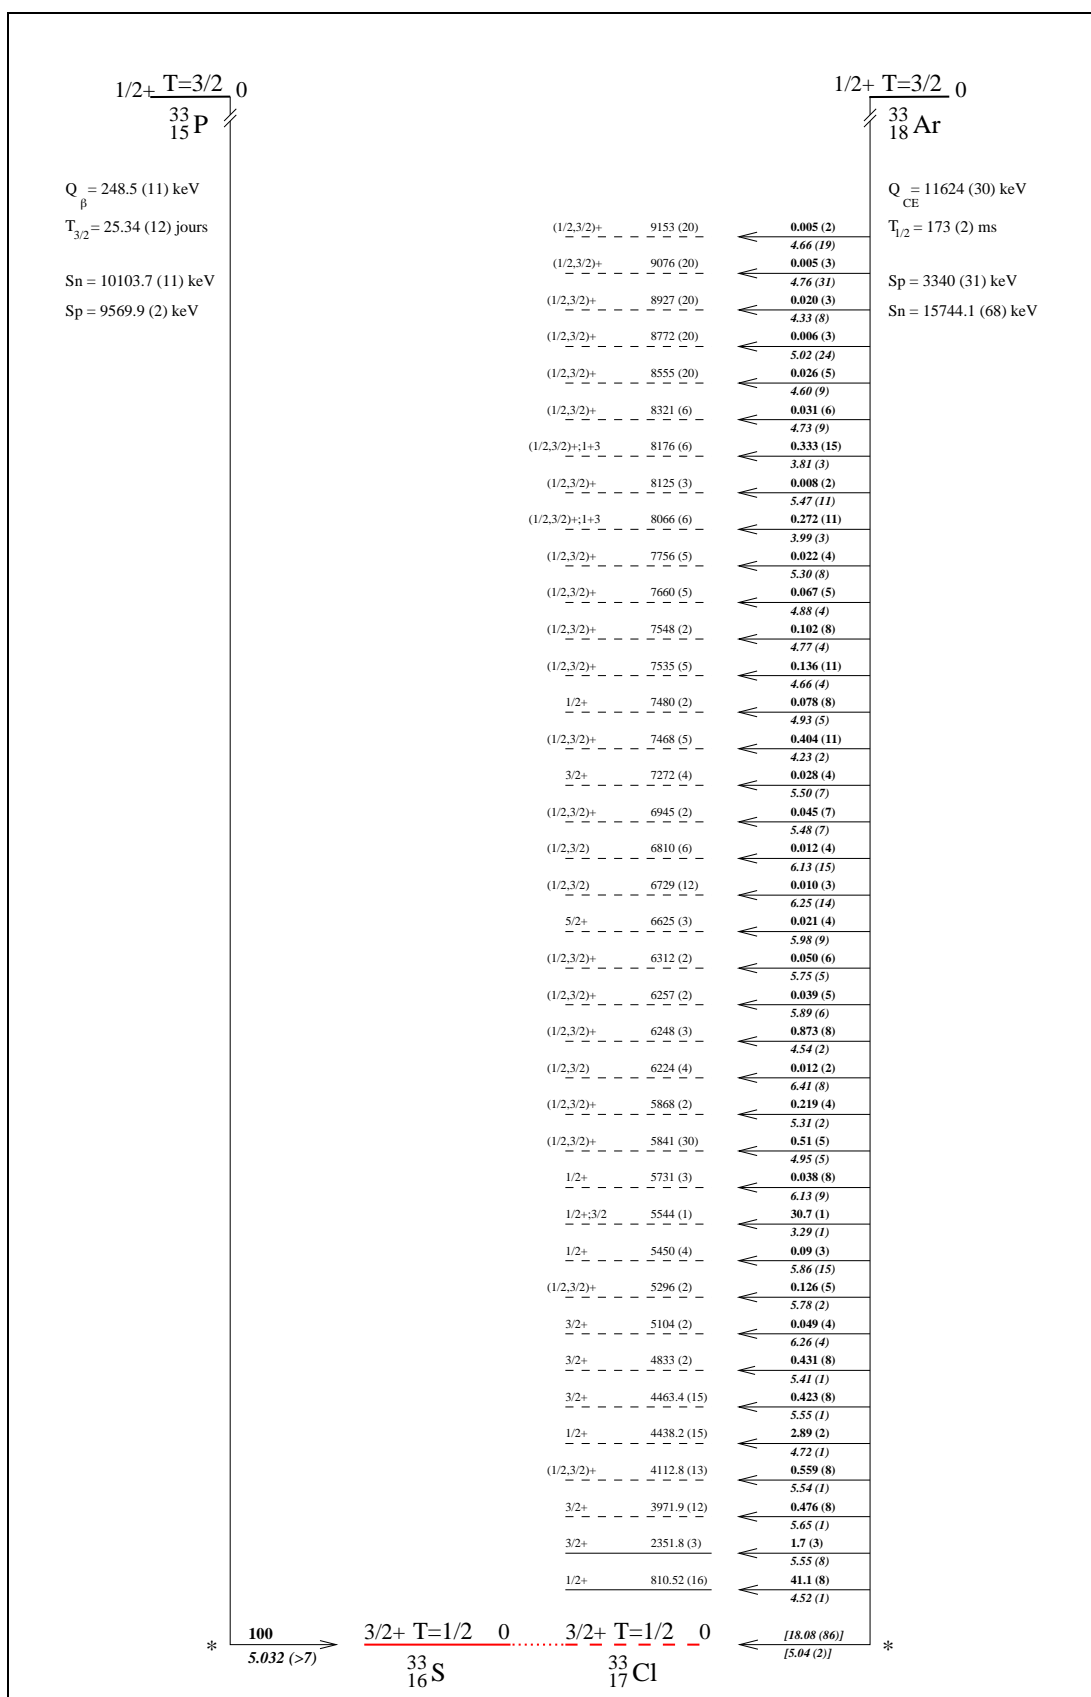 1/2+ T=3/2 0
33
15 P
1/2+ T=3/2 0
33
18 Ar
Qβ = 248.5 (11) keV
T3/2 = 25.34 (12) jours
Sn = 10103.7 (11) keV
Sp = 9569.9 (2) keV
QCE = 11624 (30) keV
T1/2 = 173 (2) ms
Sp = 3340 (31) keV
Sn = 15744.1 (68) keV
(1/2,3/2)+ 9153 (20) 0.005 (2)
4.66 (19)
(1/2,3/2)+ 9076 (20) 0.005 (3)
4.76 (31)
(1/2,3/2)+ 8927 (20) 0.020 (3)
4.33 (8)
(1/2,3/2)+ 8772 (20) 0.006 (3)
5.02 (24)
(1/2,3/2)+ 8555 (20) 0.026 (5)
4.60 (9)
(1/2,3/2)+ 8321 (6) 0.031 (6)
4.73 (9)
(1/2,3/2)+;1+3 8176 (6) 0.333 (15)
3.81 (3)
(1/2,3/2)+ 8125 (3) 0.008 (2)
5.47 (11)
(1/2,3/2)+;1+3 8066 (6) 0.272 (11)
3.99 (3)
(1/2,3/2)+ 7756 (5) 0.022 (4)
5.30 (8)
(1/2,3/2)+ 7660 (5) 0.067 (5)
4.88 (4)
(1/2,3/2)+ 7548 (2) 0.102 (8)
4.77 (4)
(1/2,3/2)+ 7535 (5) 0.136 (11)
4.66 (4)
1/2+ 7480 (2) 0.078 (8)
4.93 (5)
(1/2,3/2)+ 7468 (5) 0.404 (11)
4.23 (2)
3/2+ 7272 (4) 0.028 (4)
5.50 (7)
(1/2,3/2)+ 6945 (2) 0.045 (7)
5.48 (7)
(1/2,3/2) 6810 (6) 0.012 (4)
6.13 (15)
(1/2,3/2) 6729 (12) 0.010 (3)
6.25 (14)
5/2+ 6625 (3) 0.021 (4)
5.98 (9)
(1/2,3/2)+ 6312 (2) 0.050 (6)
5.75 (5)
(1/2,3/2)+ 6257 (2) 0.039 (5)
5.89 (6)
(1/2,3/2)+ 6248 (3) 0.873 (8)
4.54 (2)
(1/2,3/2) 6224 (4) 0.012 (2)
6.41 (8)
(1/2,3/2)+ 5868 (2) 0.219 (4)
5.31 (2)
(1/2,3/2)+ 5841 (30) 0.51 (5)
4.95 (5)
1/2+ 5731 (3) 0.038 (8)
6.13 (9)
1/2+;3/2 5544 (1) 30.7 (1)
3.29 (1)
1/2+ 5450 (4) 0.09 (3)
5.86 (15)
(1/2,3/2)+ 5296 (2) 0.126 (5)
5.78 (2)
3/2+ 5104 (2) 0.049 (4)
6.26 (4)
3/2+ 4833 (2) 0.431 (8)
5.41 (1)
3/2+ 4463.4 (15) 0.423 (8)
5.55 (1)
1/2+ 4438.2 (15) 2.89 (2)
4.72 (1)
(1/2,3/2)+ 4112.8 (13) 0.559 (8)
5.54 (1)
3/2+ 3971.9 (12) 0.476 (8)
5.65 (1)
3/2+ 2351.8 (3) 1.7 (3)
5.55 (8)
1/2+ 810.52 (16) 41.1 (8)
4.52 (1)
* 100 3/2+ T=1/2 0 3/2+ T=1/2 0 [18.08 (86)] *
5.032 (>7) [5.04 (2)]
33
16 S
33
17 Cl